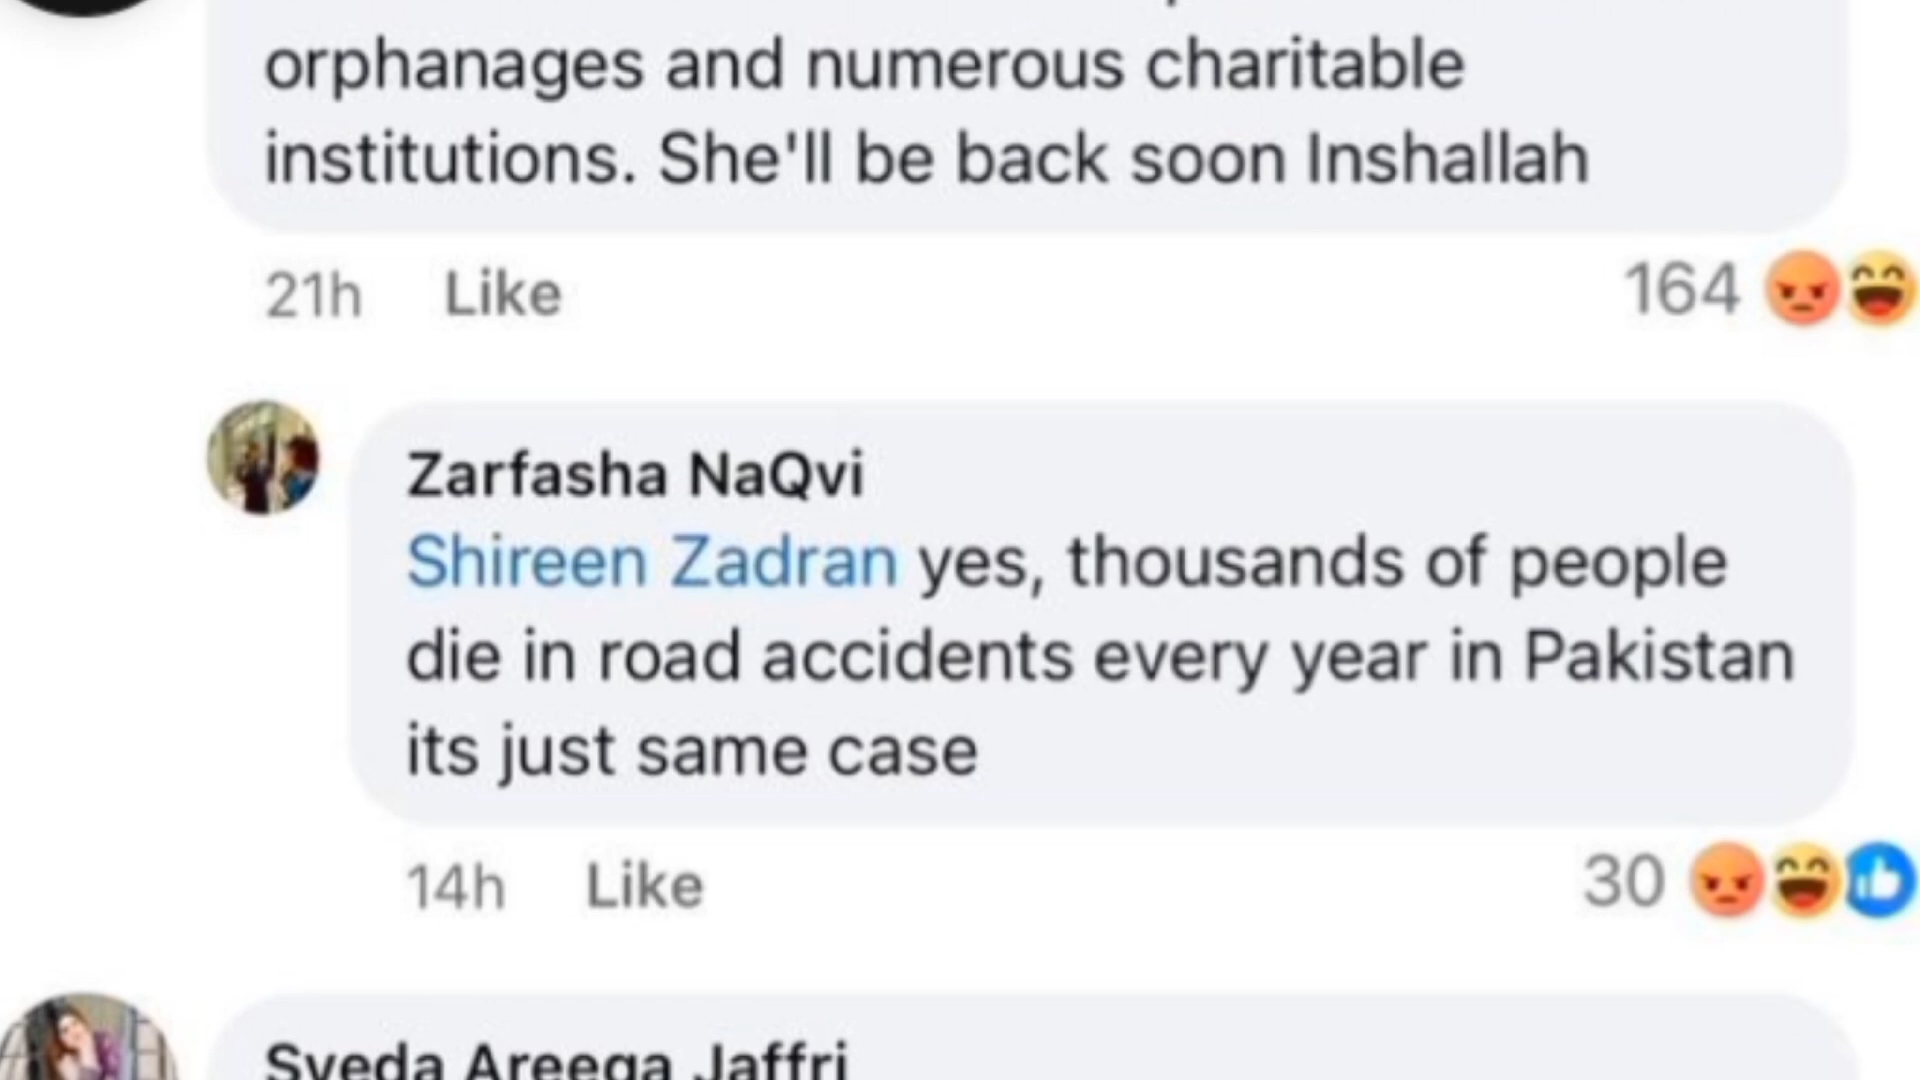 orphanages and numerous charitable
institutions. She'll be back soon Inshallah
21h Like 164
Zarfasha NaQvi
Shireen Zadran yes, thousands of people
die in road accidents every year in Pakistan
its just same case
14h Like 30
Syeda Areeqa Jaffri